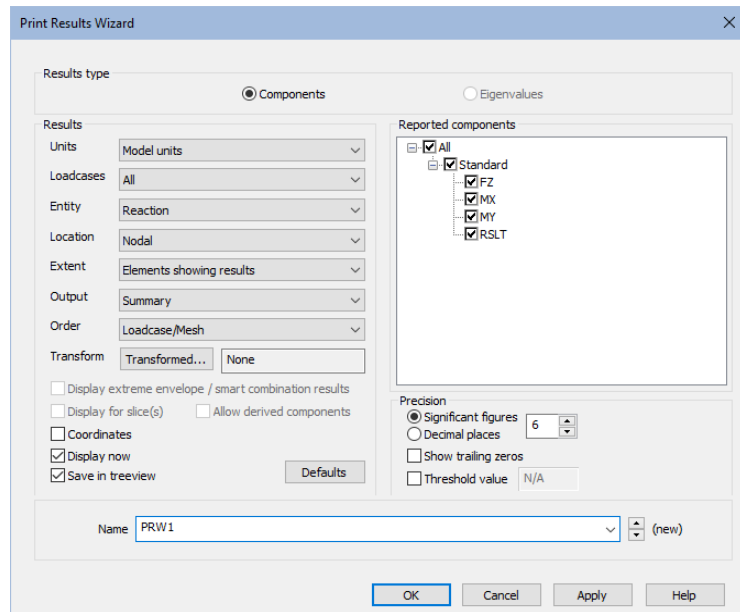 Print Results Wizard
Results type
Components
Eigenvalues
Results
Units
Model units
Loadcases
All
Entity
Reaction
Location
Nodal
Extent
Elements showing results
Output
Summary
Order
Loadcase/Mesh
Transform
Transformed...
None
Display extreme envelope / smart combination results
Display for slice(s)
Allow derived components
Coordinates
Display now
Save in treeview
Defaults
Reported components
All
Standard
FZ
MX
MY
RSLT
Precision
Significant figures
Decimal places
6
Show trailing zeros
Threshold value
N/A
Name
PRW1
(new)
OK
Cancel
Apply
Help